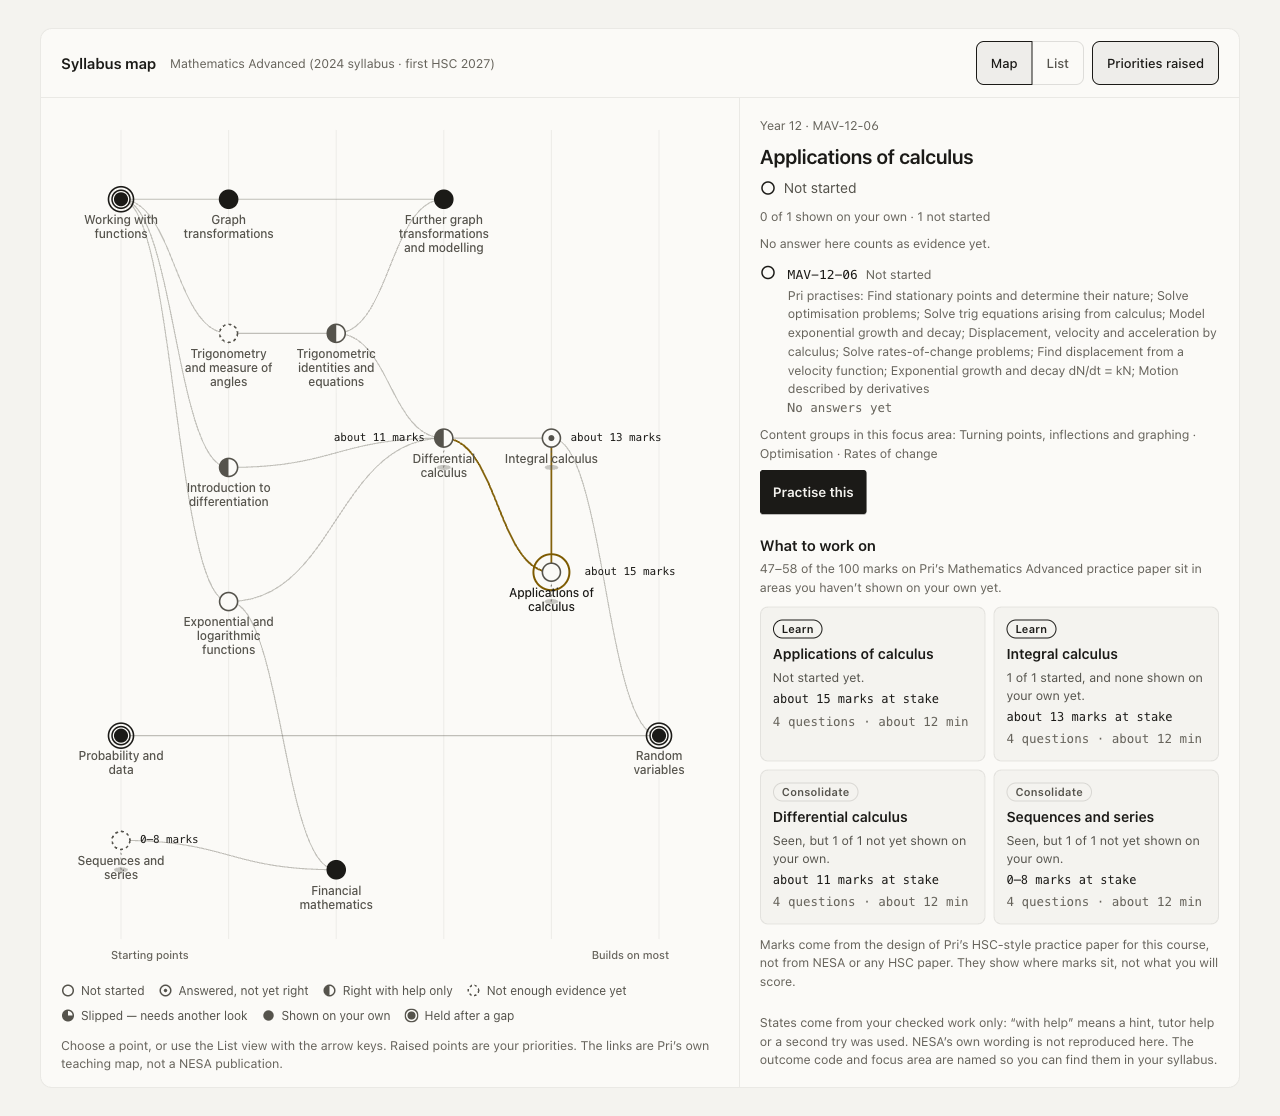 Syllabus map
Mathematics Advanced (2024 syllabus · first HSC 2027)
Map
List
Priorities raised
Working with
functions
Graph
transformations
Further graph
transformations
and modelling
Trigonometry
and measure of
angles
Trigonometric
identities and
equations
about 11 marks
Differential
calculus
about 13 marks
Integral calculus
Introduction to
differentiation
about 15 marks
Applications of
calculus
Exponential and
logarithmic
functions
Probability and
data
Random
variables
0–8 marks
Sequences and
series
Financial
mathematics
Starting points
Builds on most
Not started
Answered, not yet right
Right with help only
Not enough evidence yet
Slipped — needs another look
Shown on your own
Held after a gap
Choose a point, or use the List view with the arrow keys. Raised points are your priorities. The links are Pri’s own
teaching map, not a NESA publication.
Year 12 · MAV-12-06
Applications of calculus
Not started
0 of 1 shown on your own · 1 not started
No answer here counts as evidence yet.
MAV-12-06 Not started
Pri practises: Find stationary points and determine their nature; Solve
optimisation problems; Solve trig equations arising from calculus; Model
exponential growth and decay; Displacement, velocity and acceleration by
calculus; Solve rates-of-change problems; Find displacement from a
velocity function; Exponential growth and decay dN/dt = kN; Motion
described by derivatives
No answers yet
Content groups in this focus area: Turning points, inflections and graphing ·
Optimisation · Rates of change
Practise this
What to work on
47–58 of the 100 marks on Pri’s Mathematics Advanced practice paper sit in
areas you haven’t shown on your own yet.
Learn
Applications of calculus
Not started yet.
about 15 marks at stake
4 questions · about 12 min
Learn
Integral calculus
1 of 1 started, and none shown on
your own yet.
about 13 marks at stake
4 questions · about 12 min
Consolidate
Differential calculus
Seen, but 1 of 1 not yet shown on
your own.
about 11 marks at stake
4 questions · about 12 min
Consolidate
Sequences and series
Seen, but 1 of 1 not yet shown on
your own.
0–8 marks at stake
4 questions · about 12 min
Marks come from the design of Pri’s HSC-style practice paper for this course,
not from NESA or any HSC paper. They show where marks sit, not what you will
score.
States come from your checked work only: “with help” means a hint, tutor help
or a second try was used. NESA’s own wording is not reproduced here. The
outcome code and focus area are named so you can find them in your syllabus.